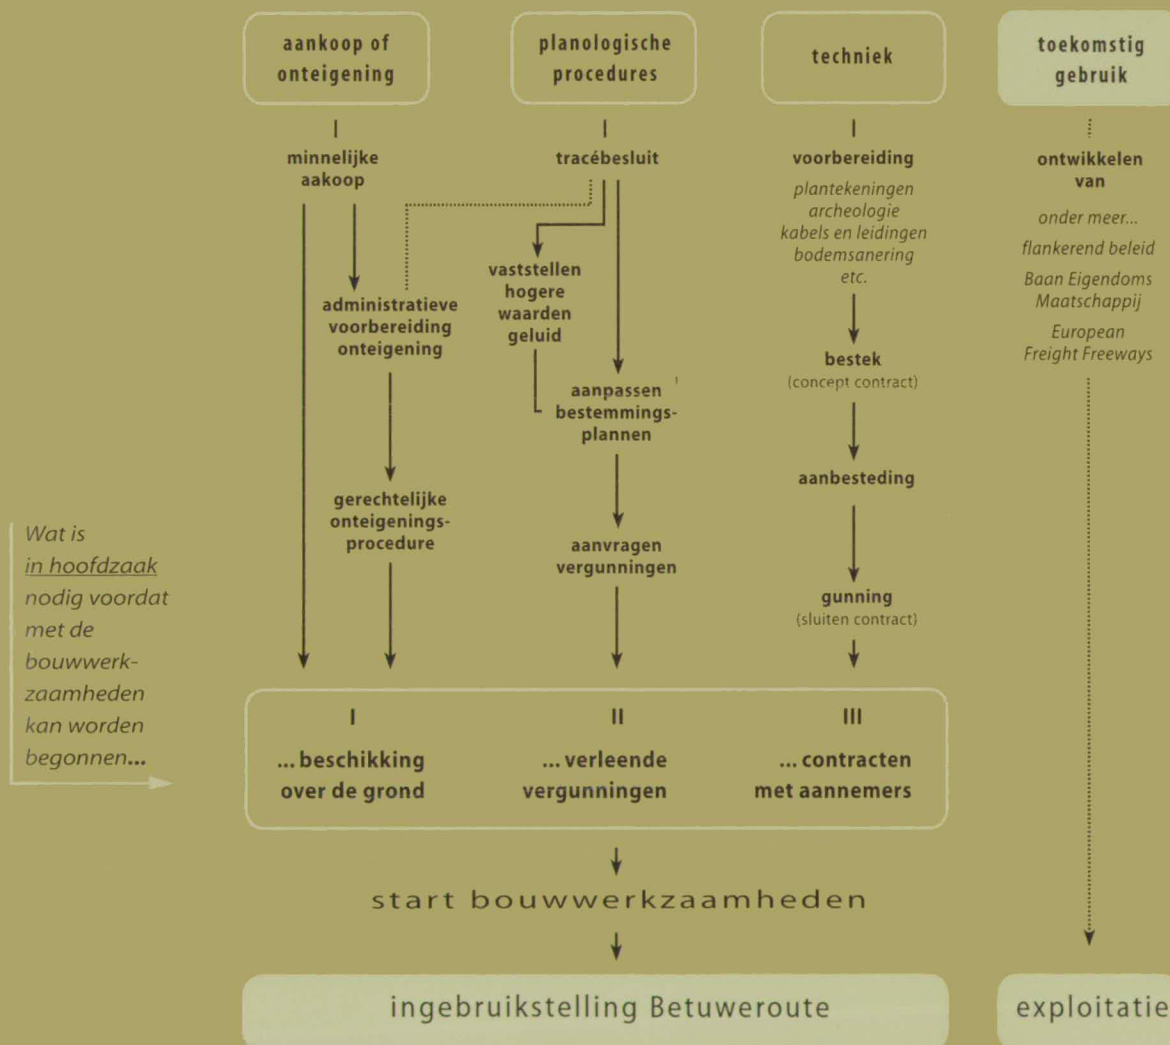 aankoop of
onteigening
minnelijke
aakoop
administratieve
voorbereiding
onteigening
gerechtelijke
onteigenings-
procedure
planologische
procedures
tracébesluit
vaststellen
hogere
waarden
geluid
aanpassen
bestemmings-
plannen
aanvragen
vergunningen
techniek
voorbereiding
plantekeningen
archeologie
kabels en leidingen
bodemsanering
etc.
bestek
(concept contract)
aanbesteding
gunning
(sluiten contract)
toekomstig
gebruik
ontwikkelen
van
onder meer...
flankerend beleid
Baan Eigendoms
Maatschappij
European
Freight Freeways
Wat is
in hoofdzaak
nodig voordat
met de
bouwwerk-
zaamheden
kan worden
begonnen...
I
... beschikking
over de grond
II
... verleende
vergunningen
III
... contracten
met aannemers
start bouwwerkzaamheden
ingebruikstelling Betuweroute
exploitatie